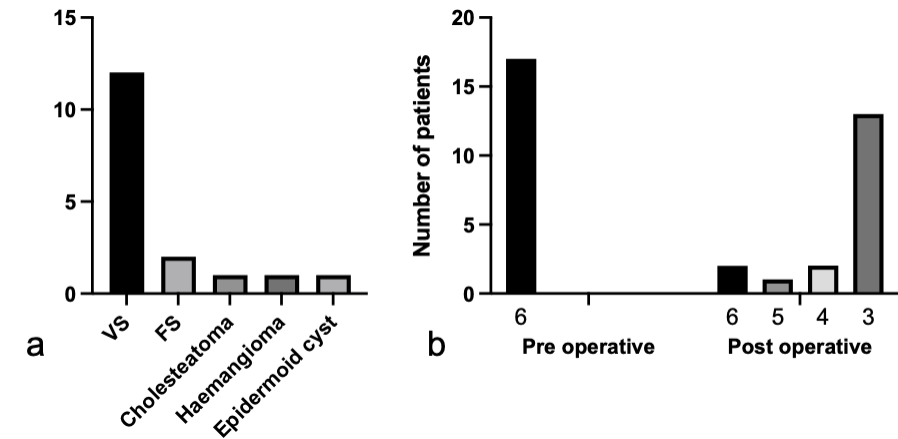 15
10
5
0
VS
FS
Cholesteatoma
Haemangioma
Epidermoid cyst
a
Number of patients
20
15
10
5
0
6
6 5 4 3
Pre operative
Post operative
b